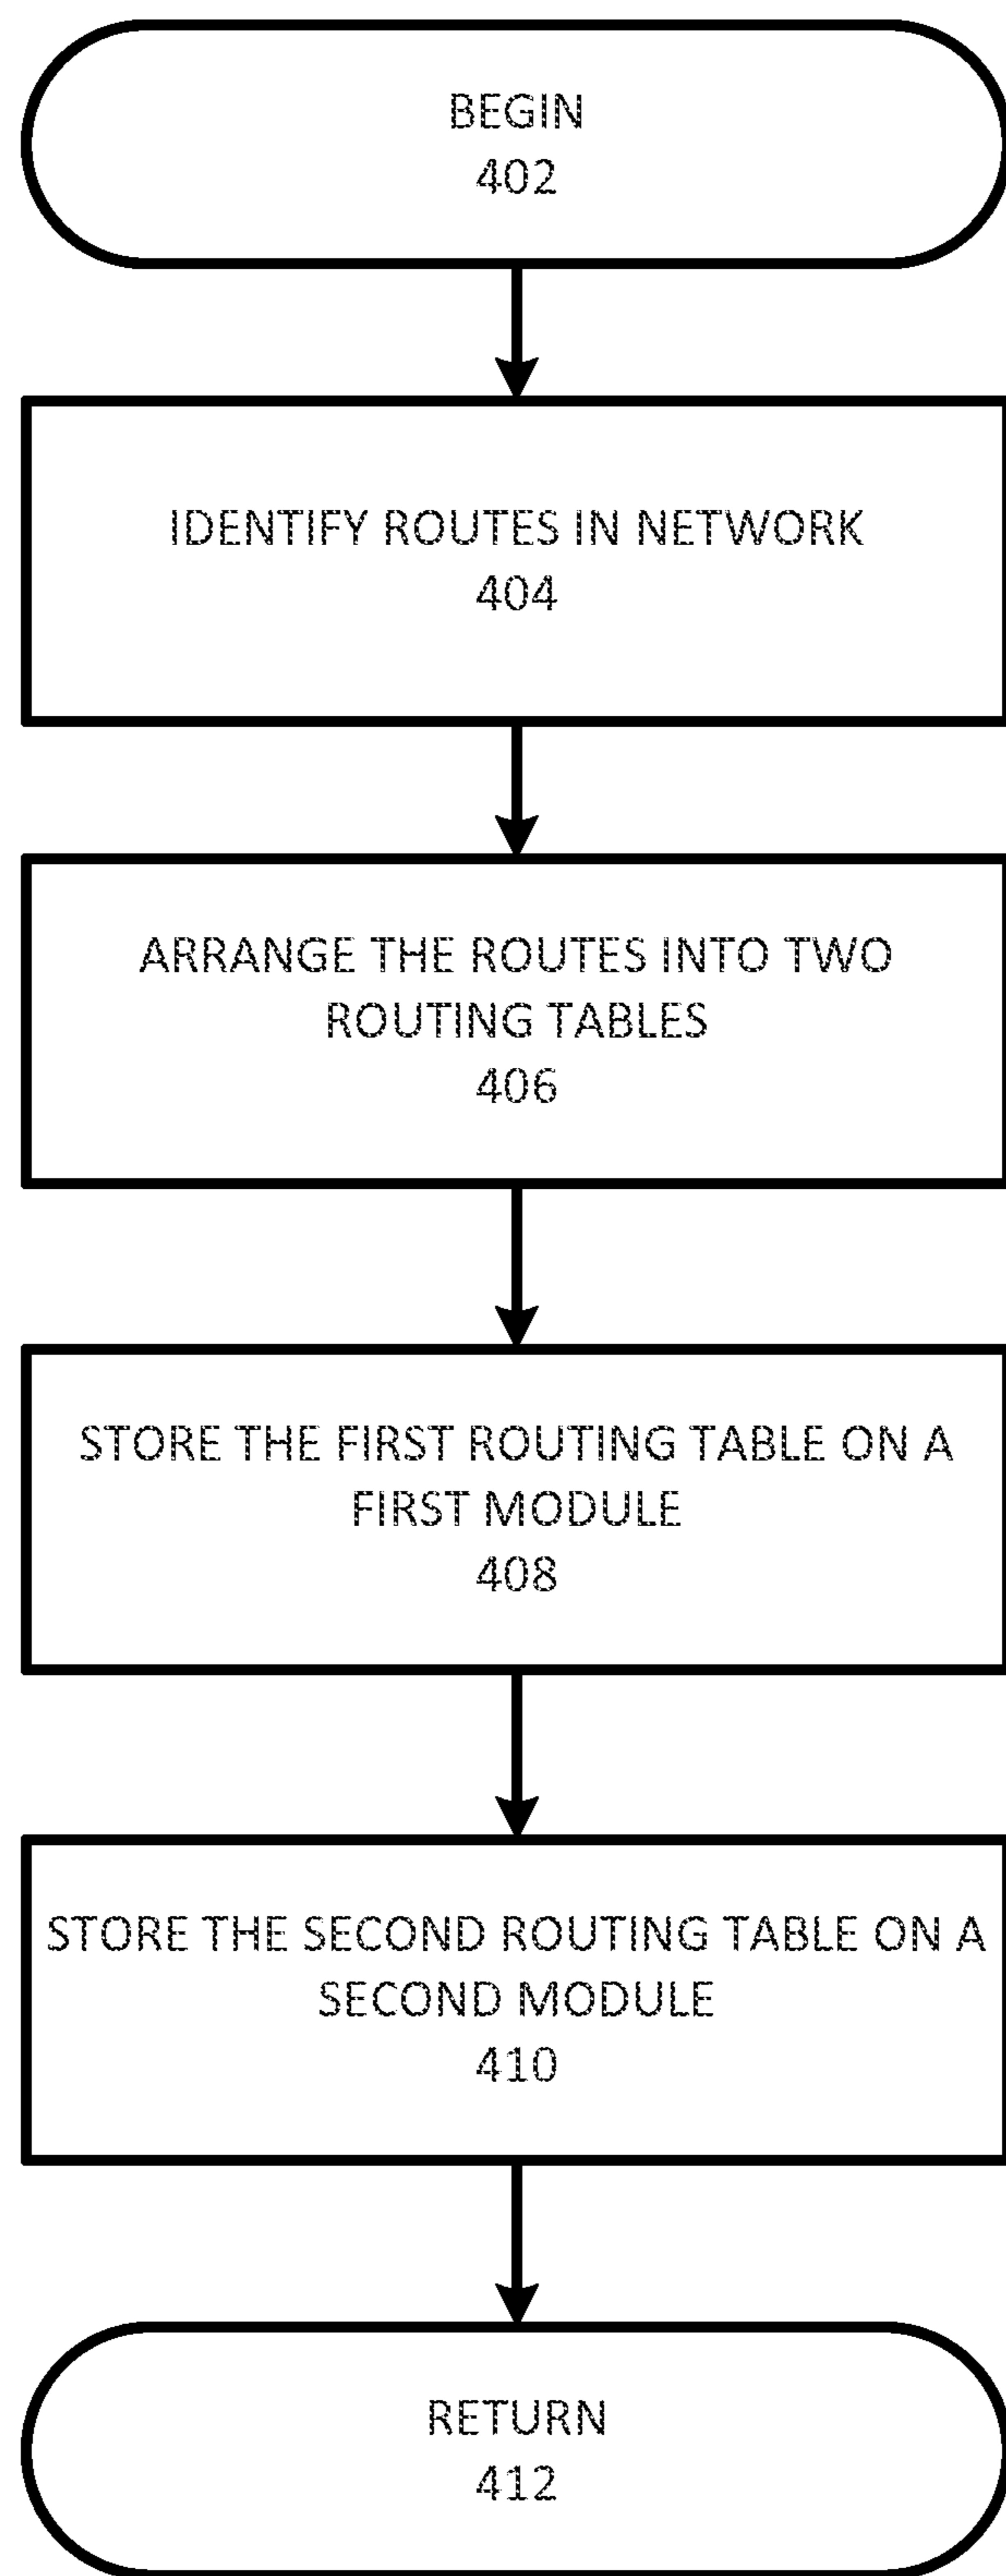 BEGIN
402
IDENTIFY ROUTES IN NETWORK
404
ARRANGE THE ROUTES INTO TWO
ROUTING TABLES
406
STORE THE FIRST ROUTING TABLE ON A
FIRST MODULE
408
STORE THE SECOND ROUTING TABLE ON A
SECOND MODULE
410
RETURN
412